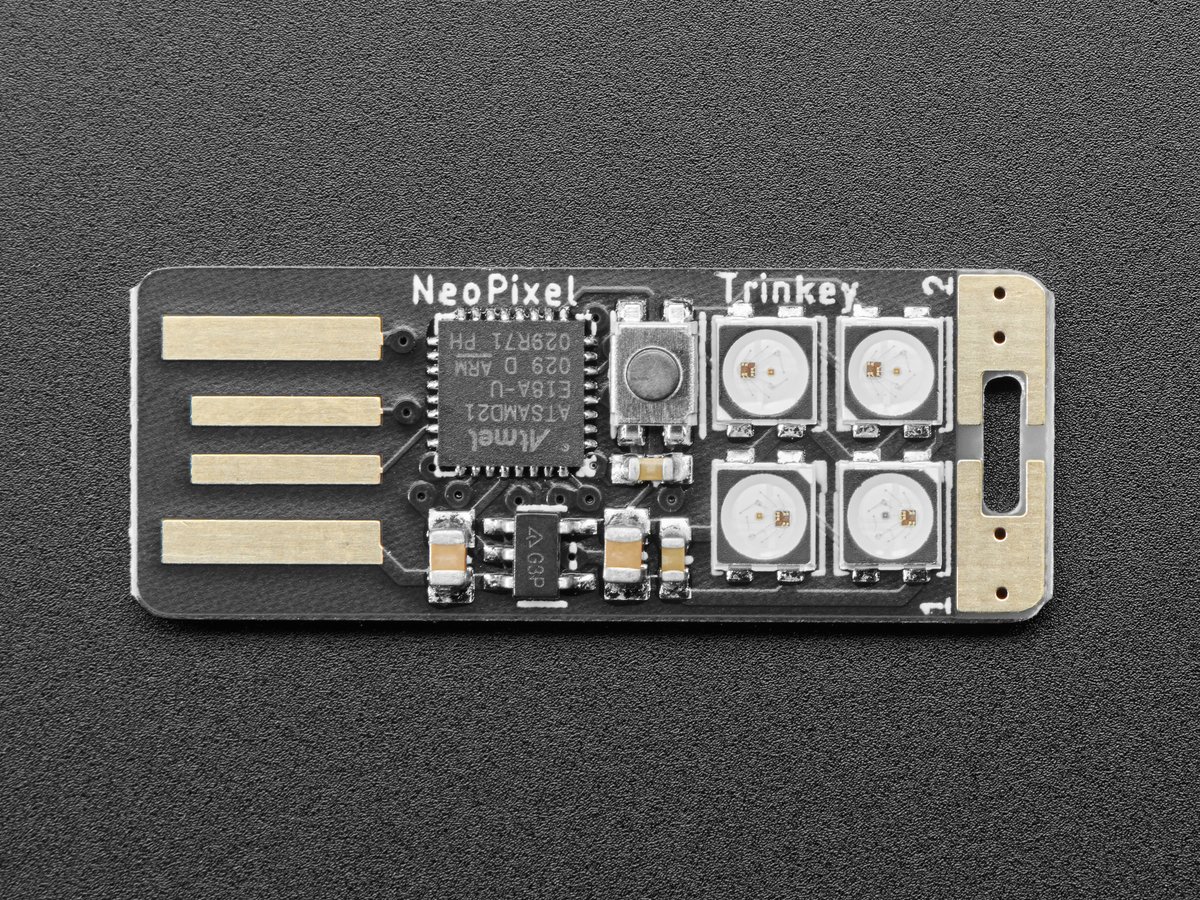 NeoPixel
Trinkey
2
Atmel
ATSAMD21
E18A-U
029 D ARM
029R71 PH
G3P
1